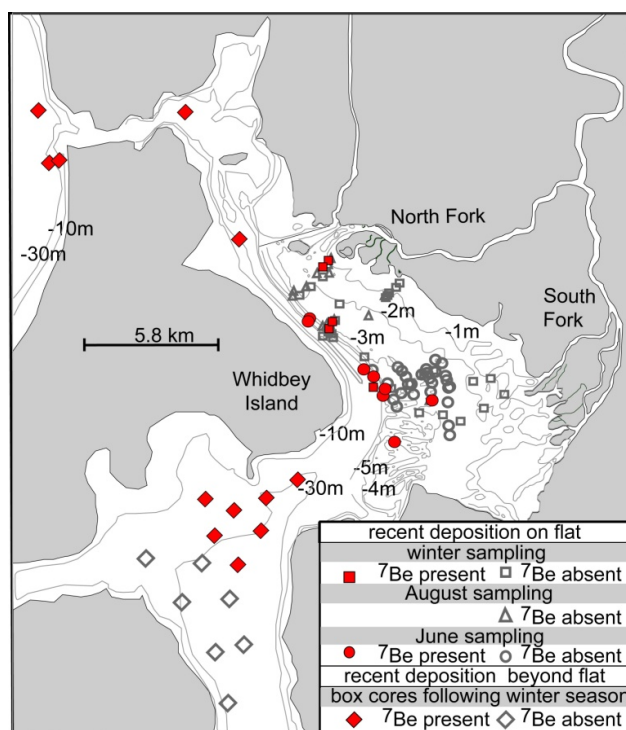 North Fork
South
Fork
-10m
-30m
-2m
-1m
5.8 km
-3m
Whidbey
Island
-10m
-5m
-30m
-4m
recent deposition on flat
winter sampling
7Be present 7Be absent
August sampling
7Be absent
June sampling
7Be present 7Be absent
recent deposition beyond flat
box cores following winter season
7Be present 7Be absent